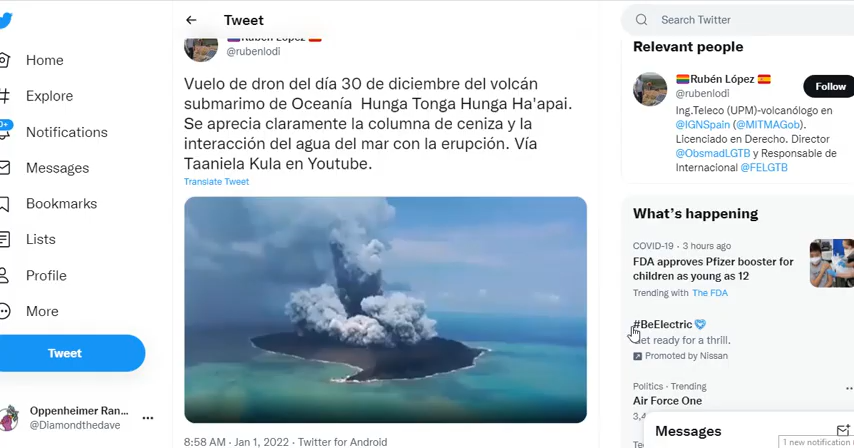 Tweet
Search Twitter
Rubén López
@rubenlodi
Vuelo de dron del día 30 de diciembre del volcán
submarimo de Oceanía Hunga Tonga Hunga Ha'apai.
Se aprecia claramente la columna de ceniza y la
interacción del agua del mar con la erupción. Vía
Taaniela Kula en Youtube.
Translate Tweet
8:58 AM · Jan 1, 2022 · Twitter for Android
Home
Explore
Notifications
Messages
Bookmarks
Lists
Profile
More
Tweet
Oppenheimer Ran...
@Diamondthedave
Relevant people
Rubén López
@rubenlodi
Follow
Ing.Teleco (UPM)-volcanólogo en
@IGNSpain (@MITMAGob).
Licenciado en Derecho. Director
@ObsmadLGTB y Responsable de
Internacional @FELGTB
What's happening
COVID-19 · 3 hours ago
FDA approves Pfizer booster for
children as young as 12
Trending with The FDA
#BeElectric
Get ready for a thrill.
Promoted by Nissan
Politics · Trending
Air Force One
Messages
1 new notification